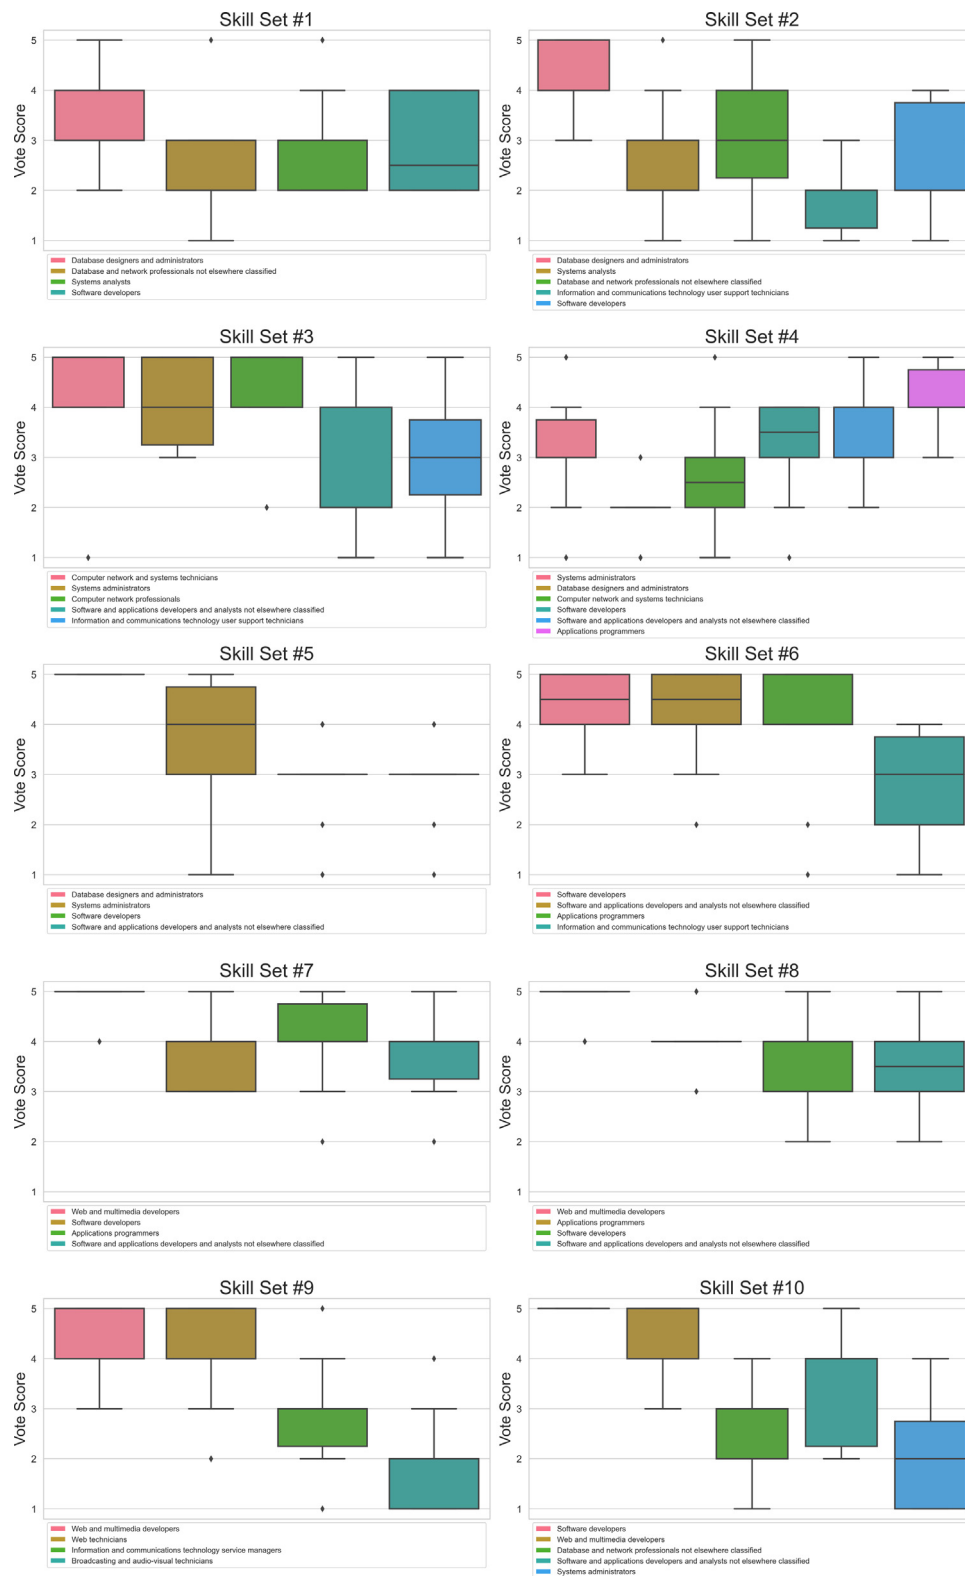 Skill Set #1
Vote Score
5
4
3
2
1
Database designers and administrators
Database and network professionals not elsewhere classified
Systems analysts
Software developers
Skill Set #2
Vote Score
5
4
3
2
1
Database designers and administrators
Systems analysts
Database and network professionals not elsewhere classified
Information and communications technology user support technicians
Software developers
Skill Set #3
Vote Score
5
4
3
2
1
Computer network and systems technicians
Systems administrators
Computer network professionals
Software and applications developers and analysts not elsewhere classified
Information and communications technology user support technicians
Skill Set #4
Vote Score
5
4
3
2
1
Systems administrators
Database designers and administrators
Computer network and systems technicians
Software developers
Software and applications developers and analysts not elsewhere classified
Applications programmers
Skill Set #5
Vote Score
5
4
3
2
1
Database designers and administrators
Systems administrators
Software developers
Software and applications developers and analysts not elsewhere classified
Skill Set #6
Vote Score
5
4
3
2
1
Software developers
Software and applications developers and analysts not elsewhere classified
Applications programmers
Information and communications technology user support technicians
Skill Set #7
Vote Score
5
4
3
2
1
Web and multimedia developers
Software developers
Applications programmers
Software and applications developers and analysts not elsewhere classified
Skill Set #8
Vote Score
5
4
3
2
1
Web and multimedia developers
Applications programmers
Software developers
Software and applications developers and analysts not elsewhere classified
Skill Set #9
Vote Score
5
4
3
2
1
Web and multimedia developers
Web technicians
Information and communications technology service managers
Broadcasting and audio-visual technicians
Skill Set #10
Vote Score
5
4
3
2
1
Software developers
Web and multimedia developers
Database and network professionals not elsewhere classified
Software and applications developers and analysts not elsewhere classified
Systems administrators